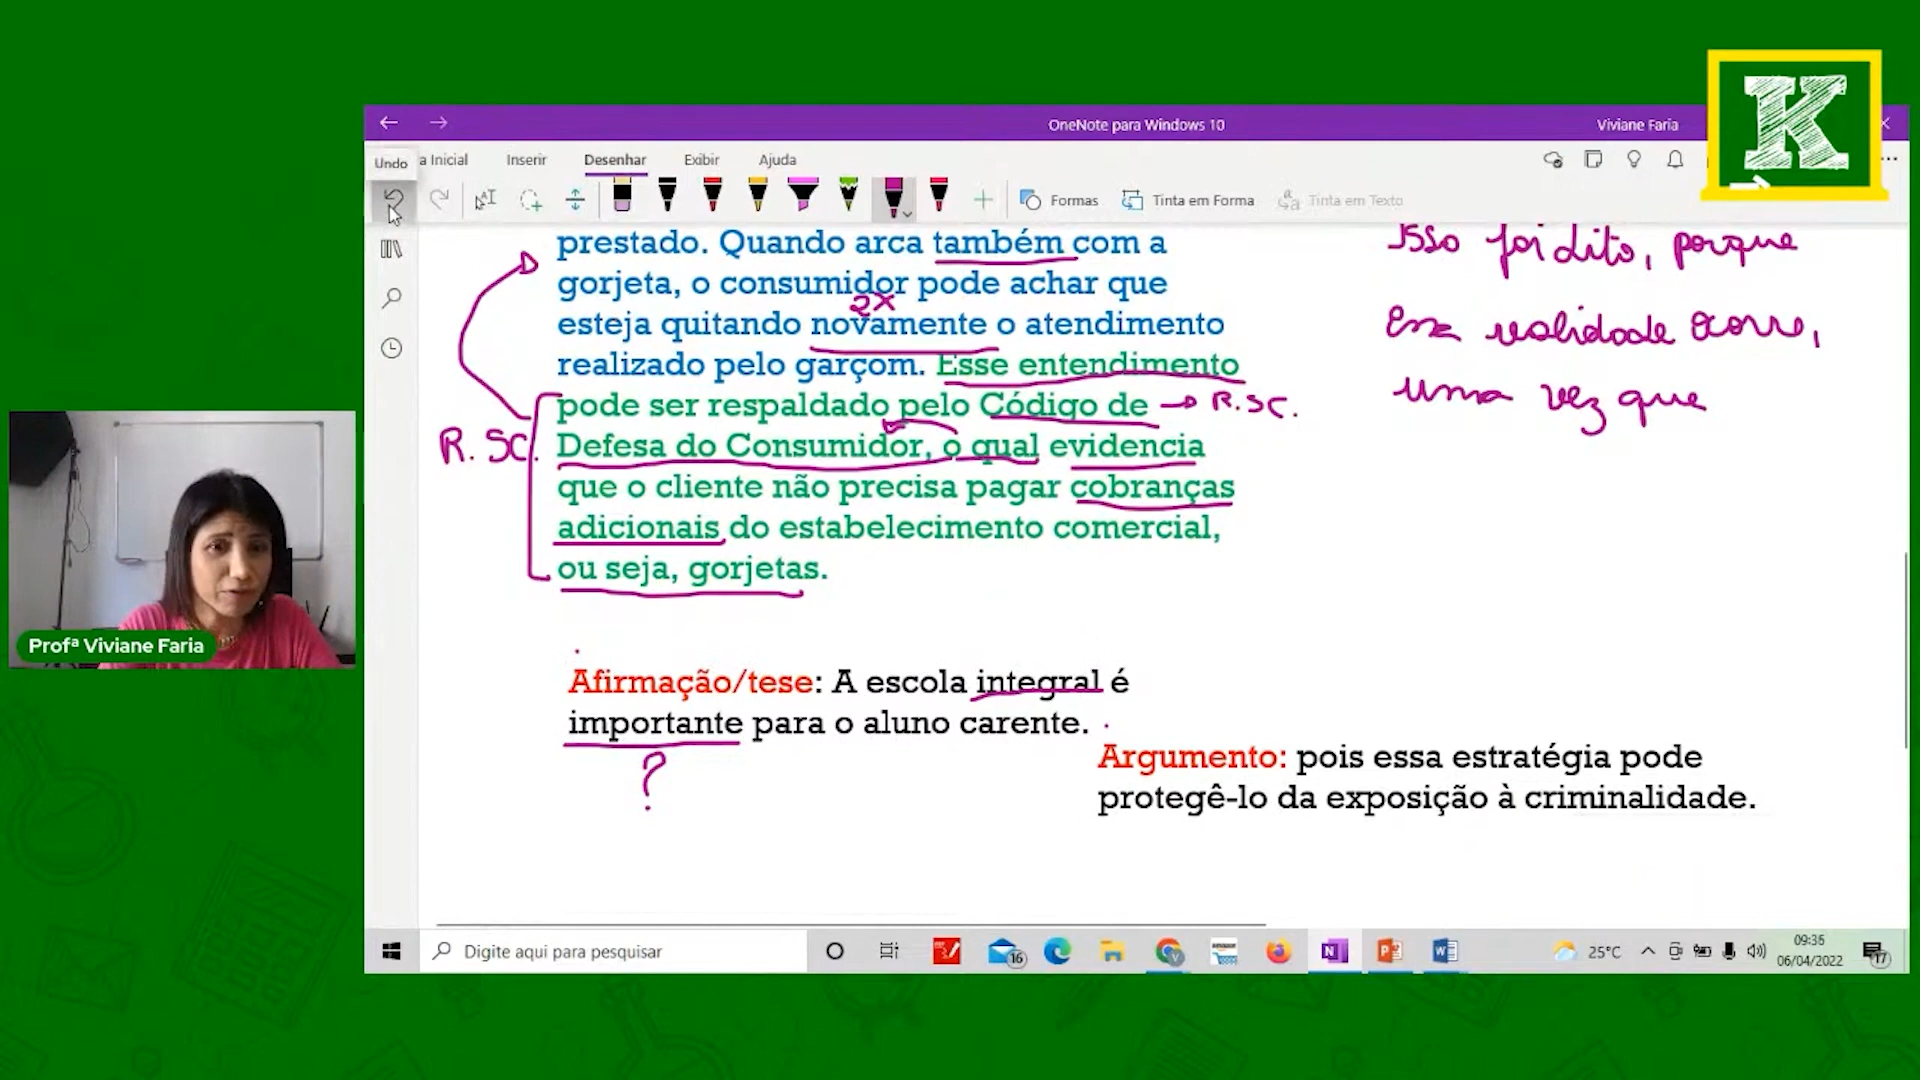 K
OneNote para Windows 10
Viviane Faria
Undo
a Inicial
Inserir
Desenhar
Exibir
Ajuda
Formas
Tinta em Forma
Tinta em Texto
prestado. Quando arca também com a
gorjeta, o consumidor pode achar que
2x
esteja quitando novamente o atendimento
realizado pelo garçom. Esse entendimento
pode ser respaldado pelo Código de → R.SC.
R. SC.
Defesa do Consumidor, o qual evidencia
que o cliente não precisa pagar cobranças
adicionais do estabelecimento comercial,
ou seja, gorjetas.
Isso foi dito, porque
essa realidade ocorre,
uma vez que
Afirmação/tese: A escola integral é
importante para o aluno carente.
?
Argumento: pois essa estratégia pode
protegê-lo da exposição à criminalidade.
Profª Viviane Faria
Digite aqui para pesquisar
16
25°C
09:35
06/04/2022
17